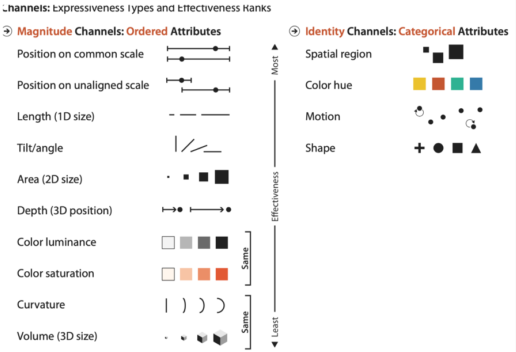 Channels: Expressiveness Types and Effectiveness Ranks
Magnitude Channels: Ordered Attributes
Position on common scale
Position on unaligned scale
Length (1D size)
Tilt/angle
Area (2D size)
Depth (3D position)
Color luminance
Color saturation
Curvature
Volume (3D size)
Most
Effectiveness
Least
Same
Same
Identity Channels: Categorical Attributes
Spatial region
Color hue
Motion
Shape